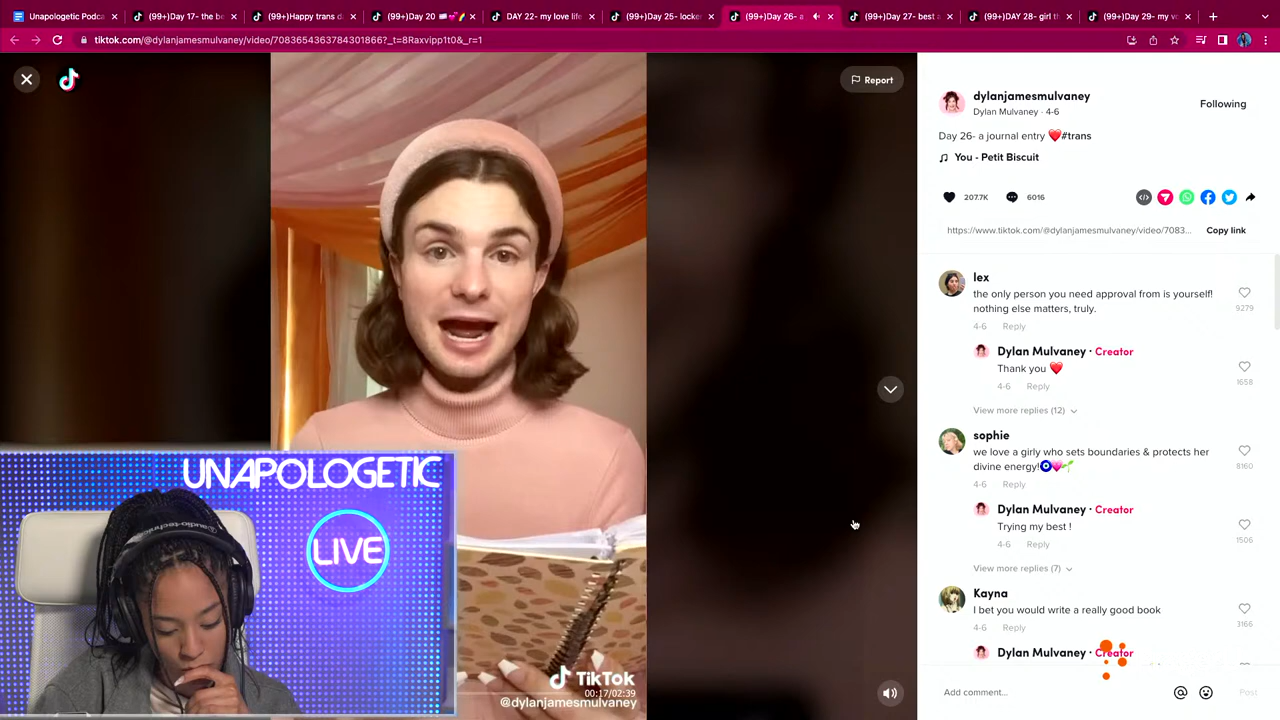 Unapologetic Podca
(99+)Day 17- the be
(99+)Happy trans da
(99+) Day 20
DAY 22- my love life
(99+)Day 25- locke
(99+)Day 26- a
(99+)Day 27- best a
(99+)DAY 28- girl th
(99+)Day 29- my vo
tiktok.com/@dylanjamesmulvaney/video/7083654363784301866?_t=8Raxvipp1t0&_r=1
Report
dylanjamesmulvaney
Dylan Mulvaney · 4-6
Following
Day 26- a journal entry ❤️#trans
You - Petit Biscuit
207.7K
6016
https://www.tiktok.com/@dylanjamesmulvaney/video/7083...
Copy link
lex
the only person you need approval from is yourself!
nothing else matters, truly.
4-6 Reply
9279
Dylan Mulvaney · Creator
Thank you ❤️
4-6 Reply
1658
View more replies (12)
sophie
we love a girly who sets boundaries & protects her
divine energy!🧿💖🌱
4-6 Reply
8160
Dylan Mulvaney · Creator
Trying my best !
4-6 Reply
1506
View more replies (7)
Kayna
I bet you would write a really good book
4-6 Reply
3166
Dylan Mulvaney · Creator
Add comment...
Post
UNAPOLOGETIC
LIVE
audio-technica
TikTok
00:17/02:39
@dylanjamesmulvaney